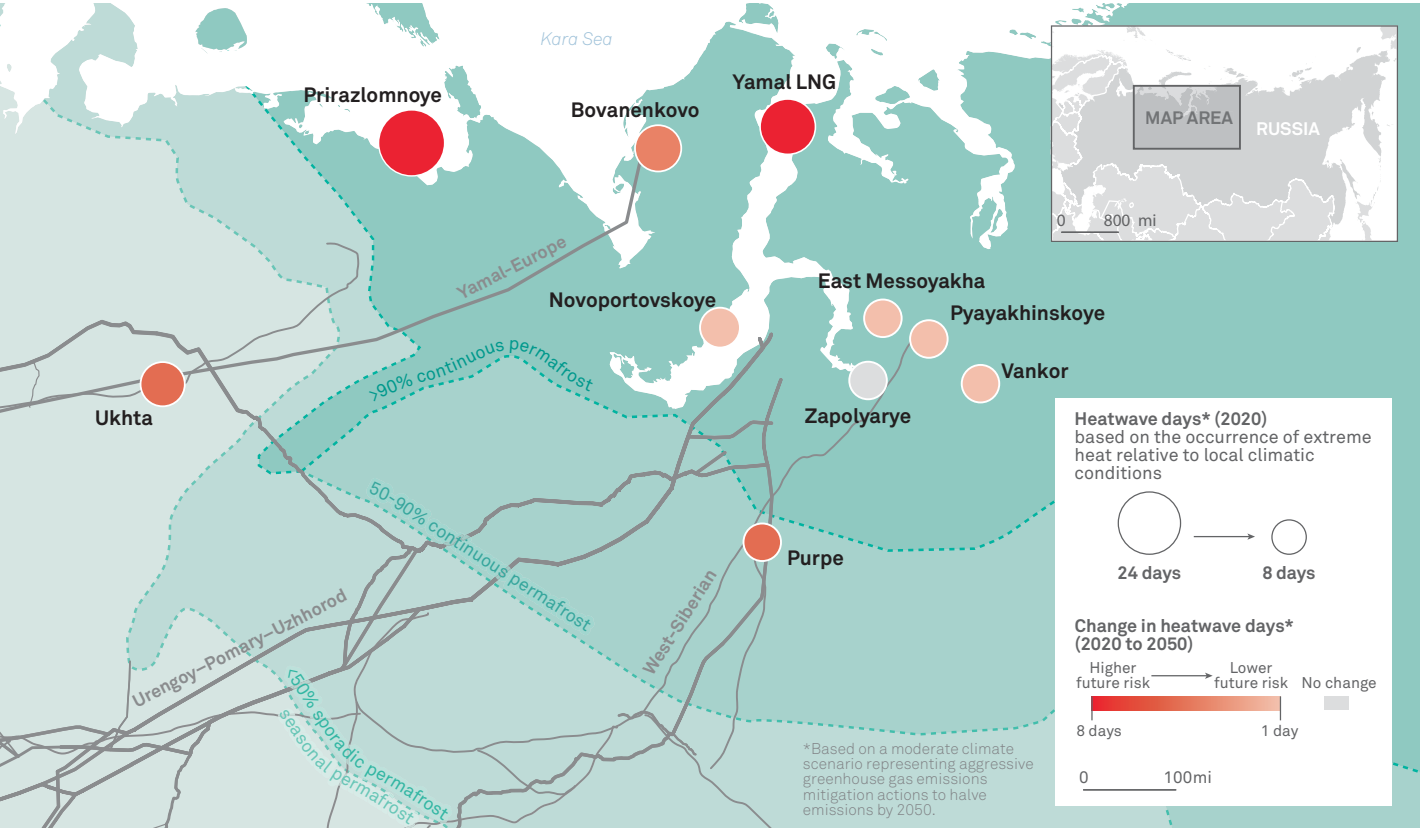 Kara Sea
Yamal LNG
Prirazlomnoye
Bovanenkovo
MAP AREA
RUSSIA
0 800 mi
Yamal-Europe
East Messoyakha
Novoportovskoye
Pyayakhinskoye
>90% continuous permafrost
Vankor
Ukhta
Zapolyarye
50-90% continuous permafrost
Purpe
West-Siberian
Urengoy–Pomary–Uzhhorod
<50% sporadic permafrost
seasonal permafrost
Heatwave days* (2020)
based on the occurrence of extreme
heat relative to local climatic
conditions
24 days
8 days
Change in heatwave days*
(2020 to 2050)
Higher
future risk
Lower
future risk
No change
8 days
1 day
0 100mi
*Based on a moderate climate
scenario representing aggressive
greenhouse gas emissions
mitigation actions to halve
emissions by 2050.